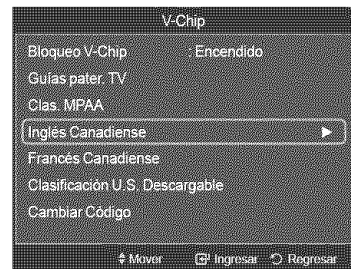 V-Chip
Bloqueo V-Chip : Encendido
Guías pater. TV
Clas. MPAA
Inglés Canadiense
Francés Canadiense
Clasificación U.S. Descargable
Cambiar Código
Mover Ingresar Regresar